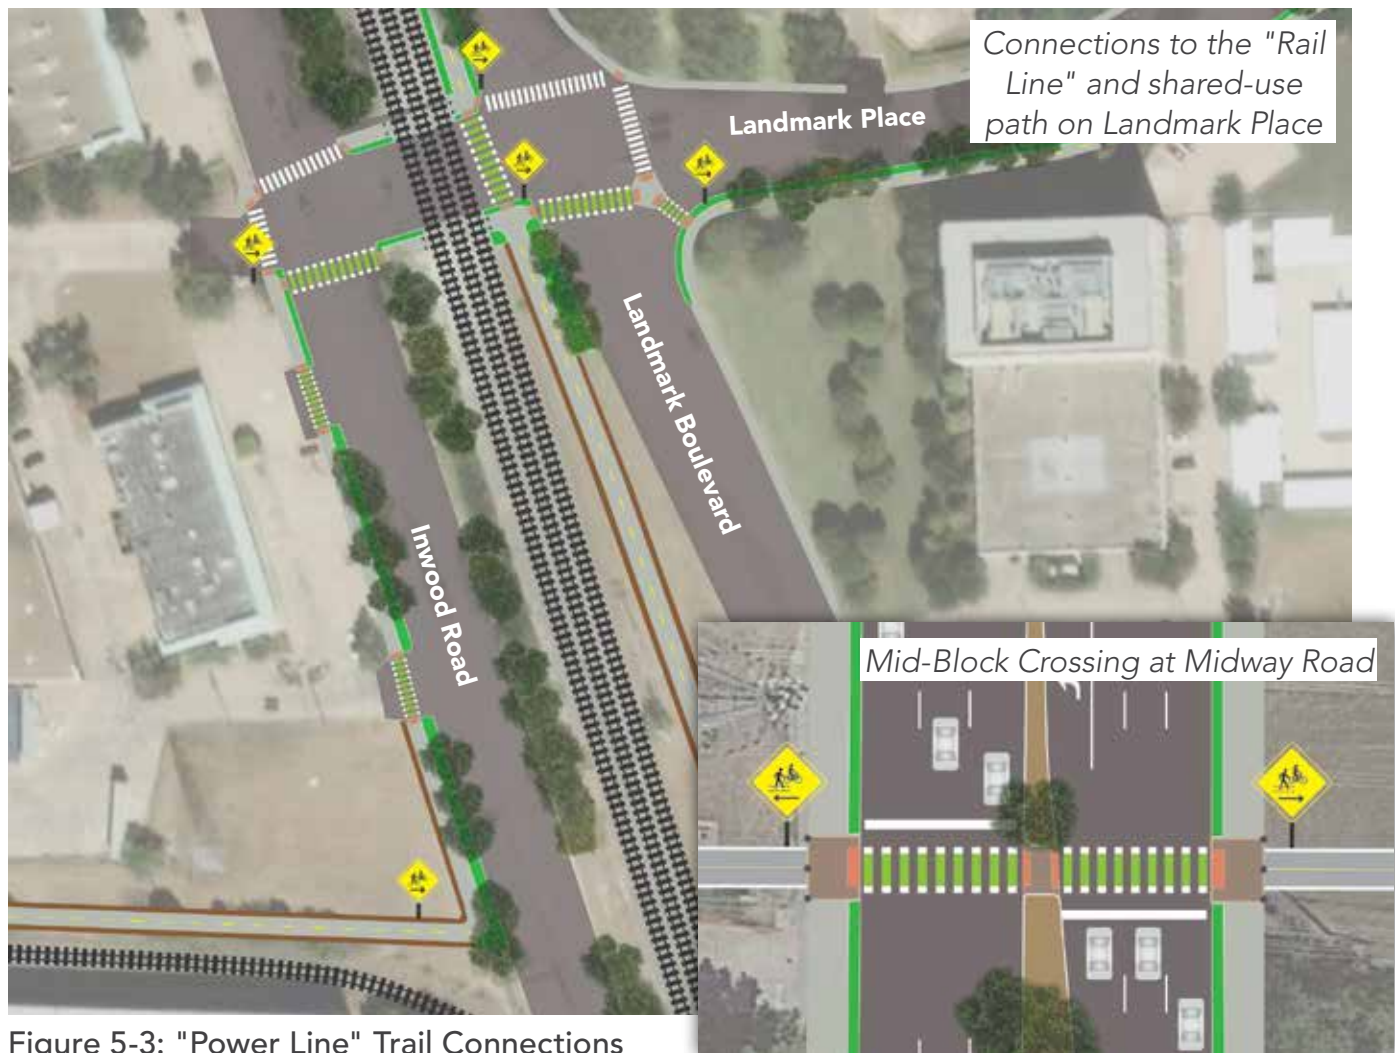 Connections to the "Rail
Line" and shared-use
path on Landmark Place
Landmark Place
Landmark Boulevard
Inwood Road
Mid-Block Crossing at Midway Road
Figure 5-3: "Power Line" Trail Connections